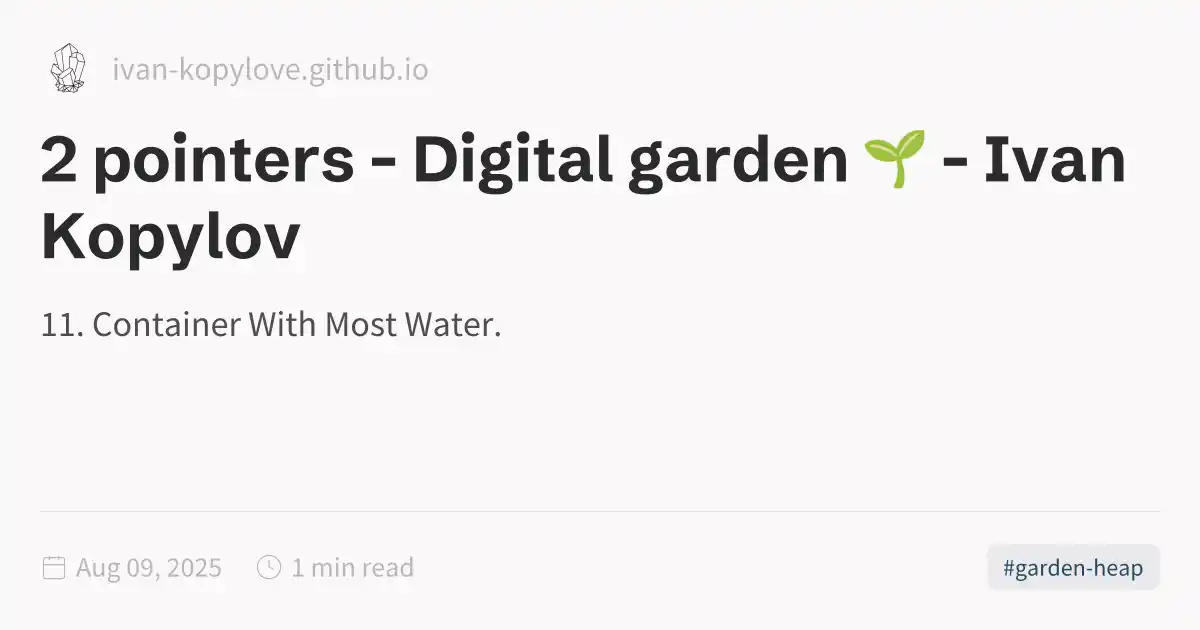 ivan-kopylove.github.io
2 pointers - Digital garden 🌱 - Ivan
Kopylov
11. Container With Most Water.
Aug 09, 2025 1 min read #garden-heap